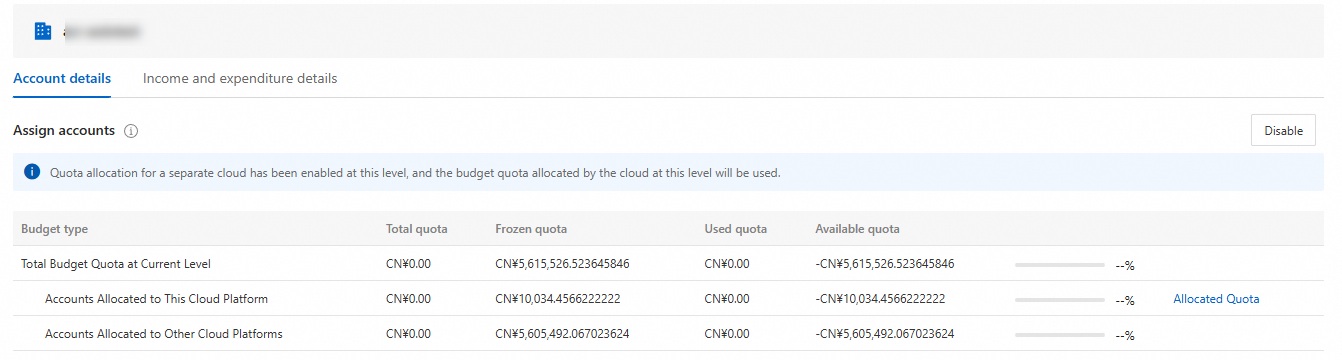 Account details Income and expenditure details
Assign accounts
Disable
Quota allocation for a separate cloud has been enabled at this level, and the budget quota allocated by the cloud at this level will be used.
Budget type Total quota Frozen quota Used quota Available quota
Total Budget Quota at Current Level CN¥0.00 CN¥5,615,526.523645846 CN¥0.00 -CN¥5,615,526.523645846 --%
Accounts Allocated to This Cloud Platform CN¥0.00 CN¥10,034.4566222222 CN¥0.00 -CN¥10,034.4566222222 --% Allocated Quota
Accounts Allocated to Other Cloud Platforms CN¥0.00 CN¥5,605,492.067023624 CN¥0.00 -CN¥5,605,492.067023624 --%